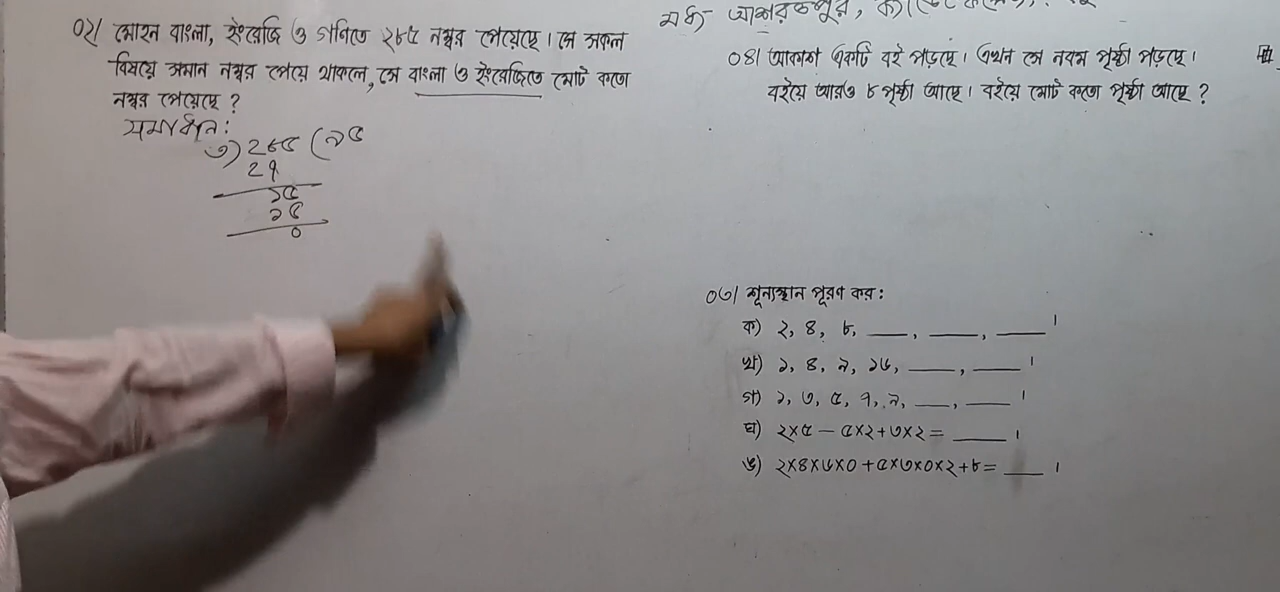 ০২। মোহন বাংলা, ইংরেজি ও গণিতে ২৮৫ নম্বর পেয়েছে। সে সকল
বিষয়ে সমান নম্বর পেয়ে থাকলে, সে বাংলা ও ইংরেজিতে মোট কতো
নম্বর পেয়েছে?
সমাধান:
৩) ২৮৫ (৯৫
২৭
১৫
১৫
০
০৪। আকাশ একটি বই পড়ছে। এখন সে নবম পৃষ্ঠা পড়ছে।
বইয়ে আরও ৮ পৃষ্ঠা আছে। বইয়ে মোট কতো পৃষ্ঠা আছে?
০৩। শূন্যস্থান পূরণ কর:
ক) ২, ৪, ৮, ___, ___, ___।
খ) ১, ৪, ৯, ১৬, ___, ___।
গ) ১, ৩, ৫, ৭, ৯, ___, ___।
ঘ) ২×৫ – ৫×২+৩×২= ___।
ঙ) ২×৪×৬×০+৫×৩×০×২+৮= ___।